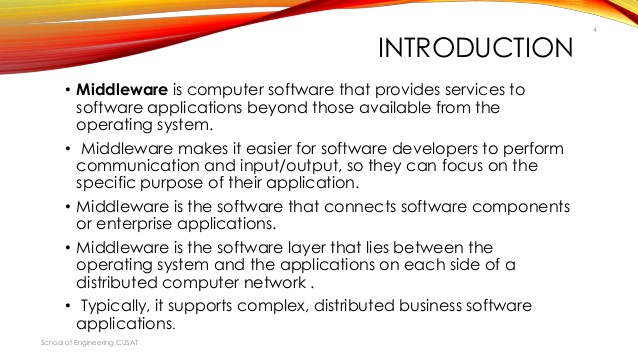 4
INTRODUCTION
• Middleware is computer software that provides services to
software applications beyond those available from the
operating system.
• Middleware makes it easier for software developers to perform
communication and input/output, so they can focus on the
specific purpose of their application.
• Middleware is the software that connects software components
or enterprise applications.
• Middleware is the software layer that lies between the
operating system and the applications on each side of a
distributed computer network .
• Typically, it supports complex, distributed business software
applications.
School of Engineering,CUSAT